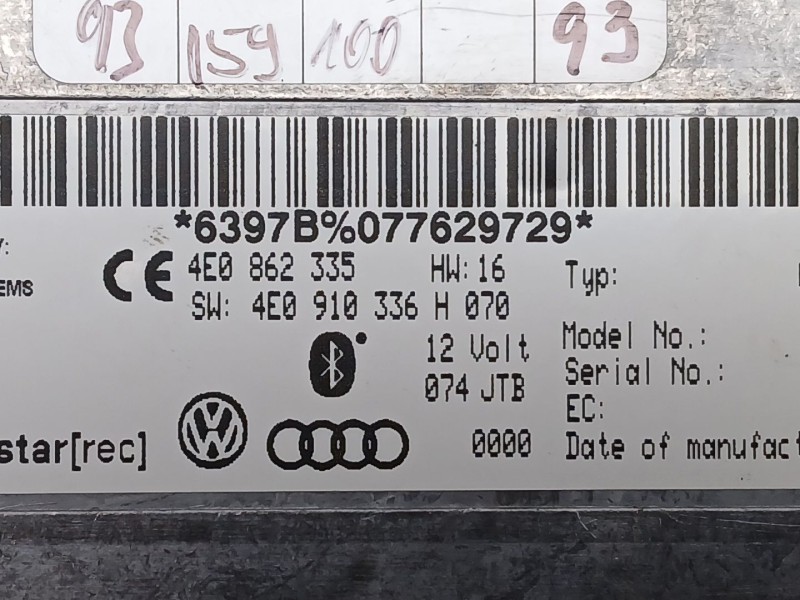 93 159 100 93
*6397B%077629729*
4E0 862 335 HW: 16 Typ:
EMS
SW: 4E0 910 336 H 070
12 Volt Model No.:
074 JTB Serial No.:
EC:
star[rec] 0000 Date of manufact